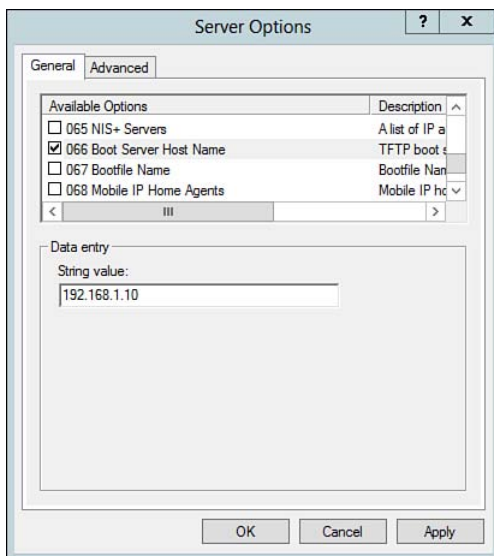 Server Options
? x
General Advanced
Available Options Description
065 NIS+ Servers A list of IP a
066 Boot Server Host Name TFTP boot s
067 Bootfile Name Bootfile Nam
068 Mobile IP Home Agents Mobile IP ho
Data entry
String value:
192.168.1.10
OK Cancel Apply